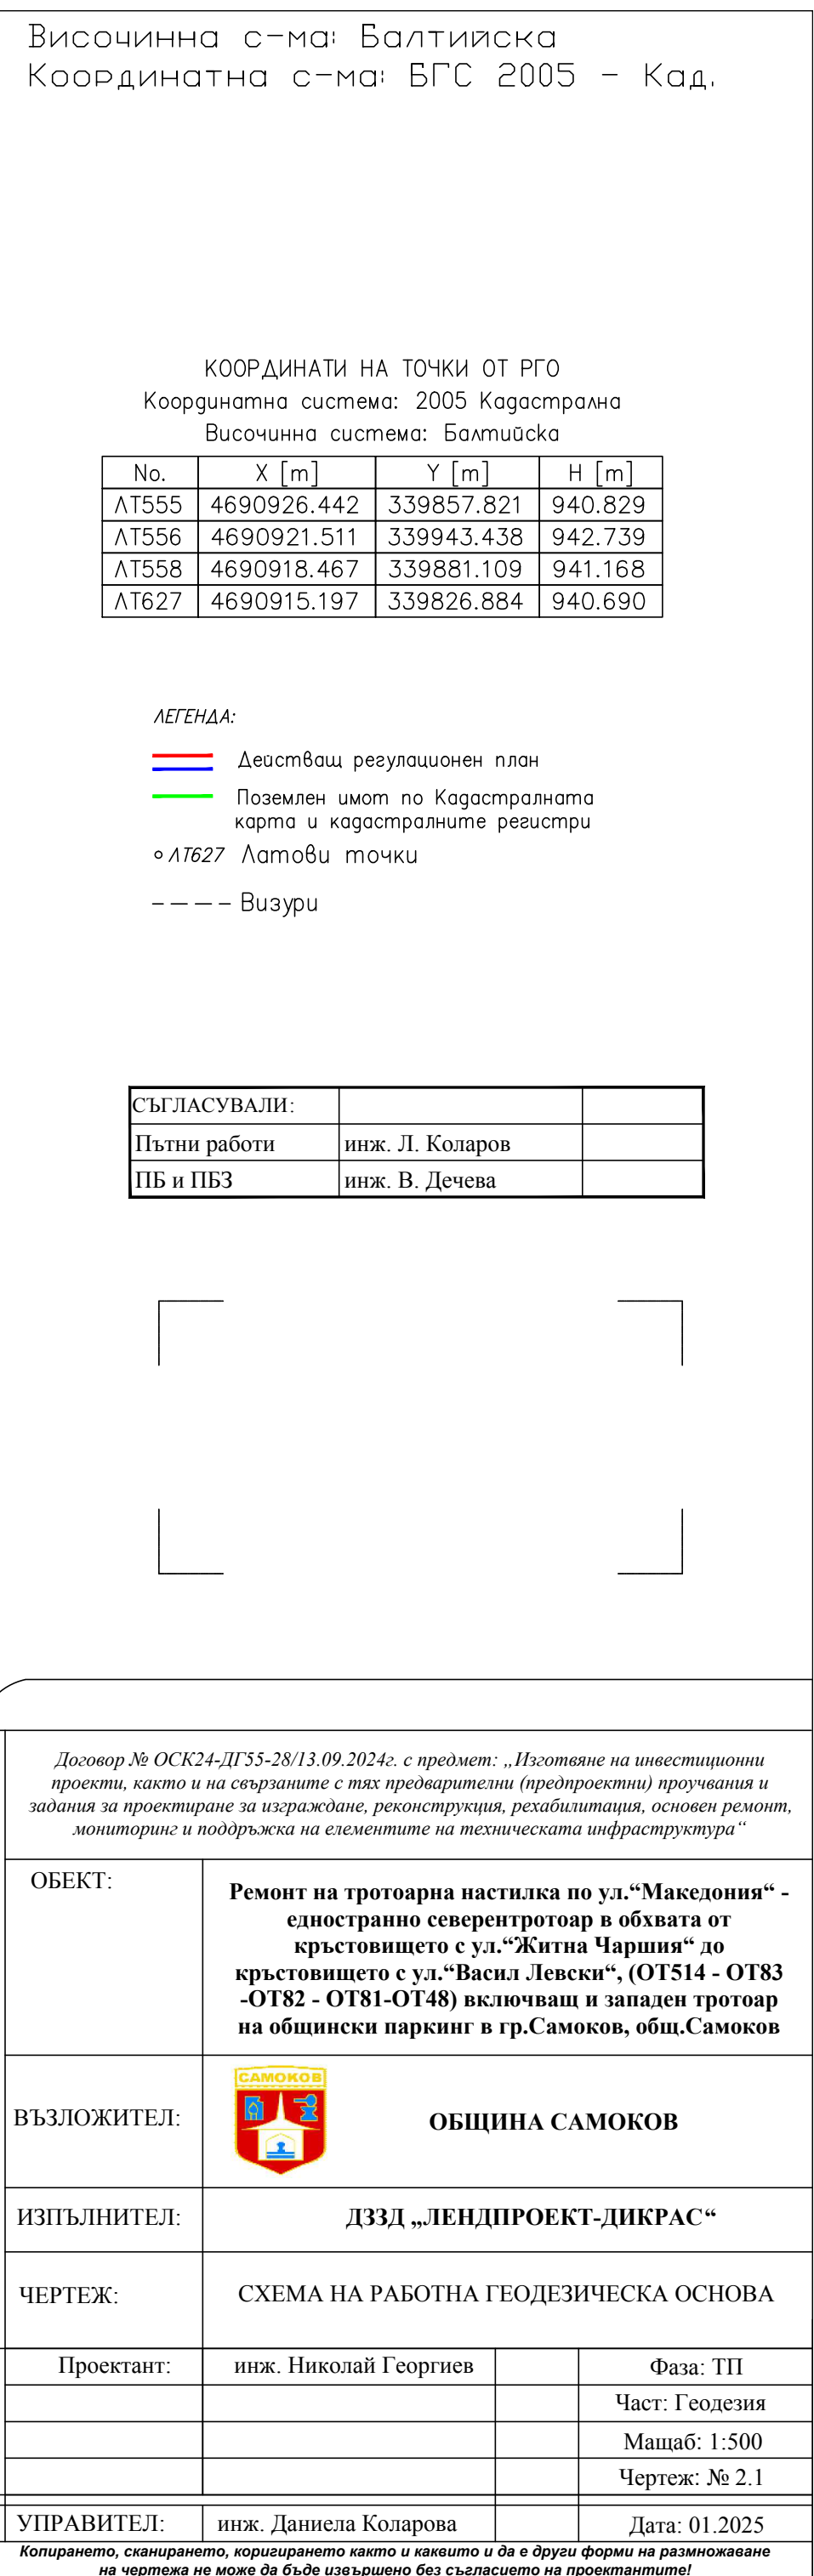 Височинна с-ма: Балтийска
Координатна с-ма: БГС 2005 - Кад.
КООРДИНАТИ НА ТОЧКИ ОТ РГО
Координатна система: 2005 Кадастрална
Височинна система: Балтийска
No. X [m] Y [m] H [m]
ЛТ555 4690926.442 339857.821 940.829
ЛТ556 4690921.511 339943.438 942.739
ЛТ558 4690918.467 339881.109 941.168
ЛТ627 4690915.197 339826.884 940.690
ЛЕГЕНДА:
Действащ регулационен план
Поземлен имот по Кадастралната
карта и кадастралните регистри
ЛТ627 Латови точки
Визури
СЪГЛАСУВАЛИ:
Пътни работи инж. Л. Коларов
ПБ и ПБЗ инж. В. Дечева
Договор № ОСК24-ДГ55-28/13.09.2024г. с предмет: „Изготвяне на инвестиционни
проекти, както и на свързаните с тях предварителни (предпроектни) проучвания и
задания за проектиране за изграждане, реконструкция, рехабилитация, основен ремонт,
мониторинг и поддръжка на елементите на техническата инфраструктура“
ОБЕКТ:
Ремонт на тротоарна настилка по ул.“Македония“ -
едностранно северентротоар в обхвата от
кръстовището с ул.“Житна Чаршия“ до
кръстовището с ул.“Васил Левски“, (ОТ514 - ОТ83
-ОТ82 - ОТ81-ОТ48) включващ и западен тротоар
на общински паркинг в гр.Самоков, общ.Самоков
САМОКОВ
ВЪЗЛОЖИТЕЛ: ОБЩИНА САМОКОВ
ИЗПЪЛНИТЕЛ: ДЗЗД „ЛЕНДПРОЕКТ-ДИКРАС“
ЧЕРТЕЖ: СХЕМА НА РАБОТНА ГЕОДЕЗИЧЕСКА ОСНОВА
Проектант: инж. Николай Георгиев Фаза: ТП
Част: Геодезия
Мащаб: 1:500
Чертеж: № 2.1
УПРАВИТЕЛ: инж. Даниела Коларова Дата: 01.2025
Копирането, сканирането, коригирането както и каквито и да е други форми на размножаване
на чертежа не може да бъде извършено без съгласието на проектантите!